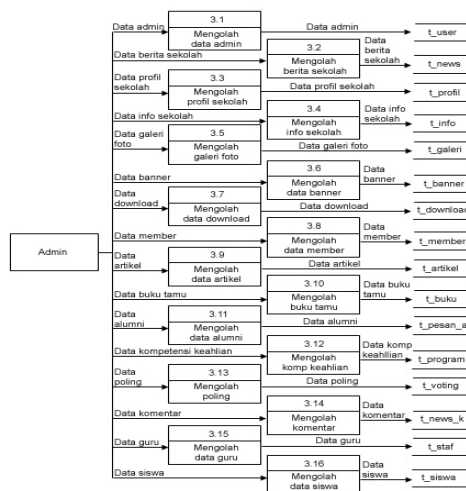 Data admin
3.1
Mengolah
data admin
Data admin
t_user
Data berita sekolah
3.2
Mengolah
berita sekolah
Data
berita
sekolah
t_news
Data profil
sekolah
3.3
Mengolah
profil sekolah
Data profil sekolah
t_profil
Data info sekolah
3.4
Mengolah
info sekolah
Data info
sekolah
t_info
Data galeri
foto
3.5
Mengolah
galeri foto
Data galeri foto
t_galeri
Data banner
3.6
Mengolah
data banner
Data
banner
t_banner
Data
download
3.7
Mengolah
data download
Data download
t_download
Admin
Data member
3.8
Mengolah
data member
Data
member
t_member
Data
artikel
3.9
Mengolah
data artikel
Data artikel
t_artikel
Data buku tamu
3.10
Mengolah
buku tamu
Data buku
tamu
t_buku
Data
alumni
3.11
Mengolah
data alumni
Data alumni
t_pesan_a
Data kompetensi keahlian
3.12
Mengolah
komp keahlian
Data komp
keahllian
t_program
Data
poling
3.13
Mengolah
poling
Data poling
t_voting
Data komentar
3.14
Mengolah
komentar
Data
komentar
t_news_k
Data guru
3.15
Mengolah
data guru
Data guru
t_staf
Data siswa
3.16
Mengolah
data siswa
Data
siswa
t_siswa